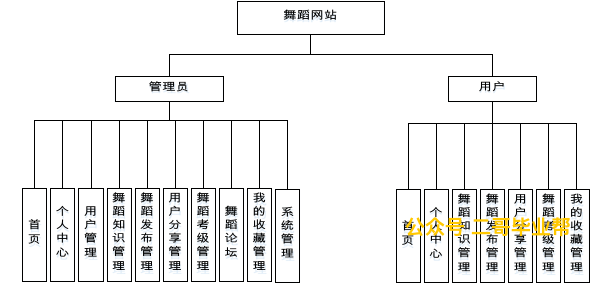 舞蹈网站
管理员
用户
首页
个人中心
用户管理
舞蹈知识管理
舞蹈发布管理
用户分享管理
舞蹈考级管理
舞蹈论坛
我的收藏管理
系统管理
首页
个人中心
舞蹈知识管理
舞蹈发布管理
用户分享管理
舞蹈考级管理
我的收藏管理
公众号 二哥毕业帮